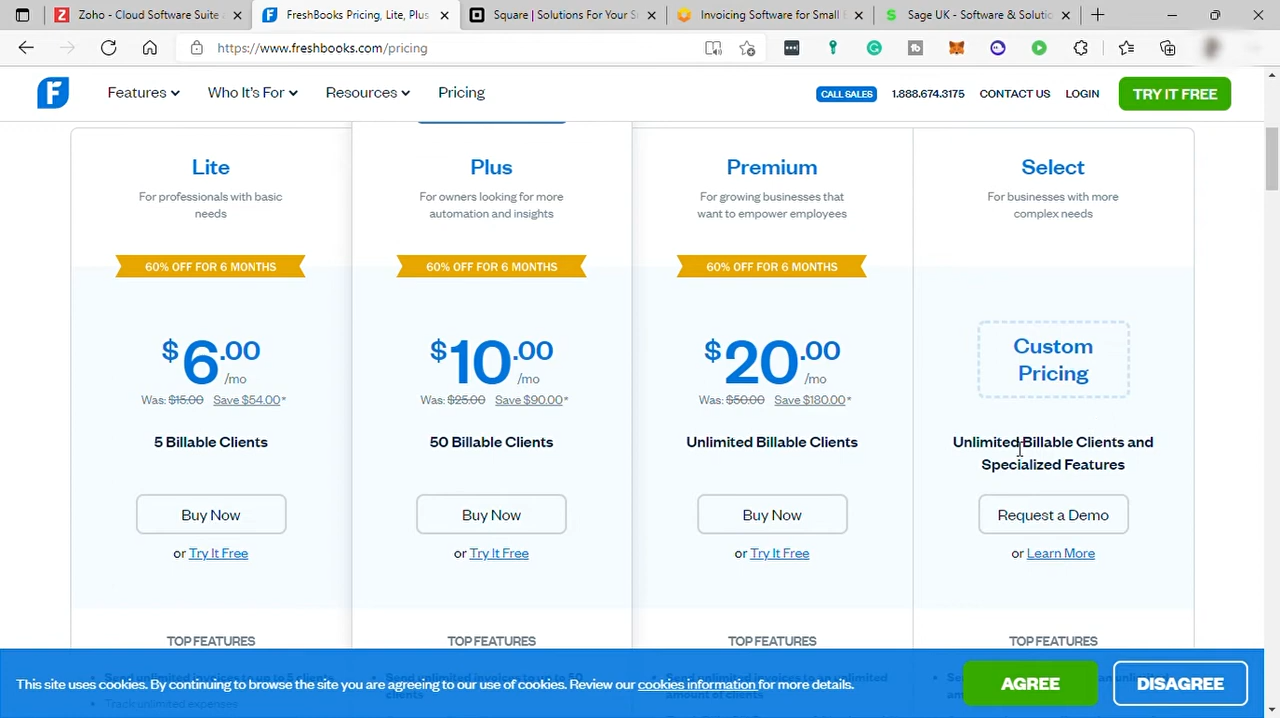 Zoho - Cloud Software Suite
FreshBooks Pricing, Lite, Plus
Square | Solutions For Your S
Invoicing Software for Small
Sage UK - Software & Solutio
https://www.freshbooks.com/pricing
Features
Who It's For
Resources
Pricing
CALL SALES
1.888.674.3175
CONTACT US
LOGIN
TRY IT FREE
Lite
For professionals with basic
needs
60% OFF FOR 6 MONTHS
$6.00
/mo
Was: $15.00 Save $54.00*
5 Billable Clients
Buy Now
or Try It Free
TOP FEATURES
Plus
For owners looking for more
automation and insights
60% OFF FOR 6 MONTHS
$10.00
/mo
Was: $25.00 Save $90.00*
50 Billable Clients
Buy Now
or Try It Free
TOP FEATURES
Premium
For growing businesses that
want to empower employees
60% OFF FOR 6 MONTHS
$20.00
/mo
Was: $50.00 Save $180.00*
Unlimited Billable Clients
Buy Now
or Try It Free
TOP FEATURES
Select
For businesses with more
complex needs
Custom
Pricing
Unlimited Billable Clients and
Specialized Features
Request a Demo
or Learn More
TOP FEATURES
This site uses cookies. By continuing to browse the site you are agreeing to our use of cookies. Review our cookies information for more details.
AGREE
DISAGREE